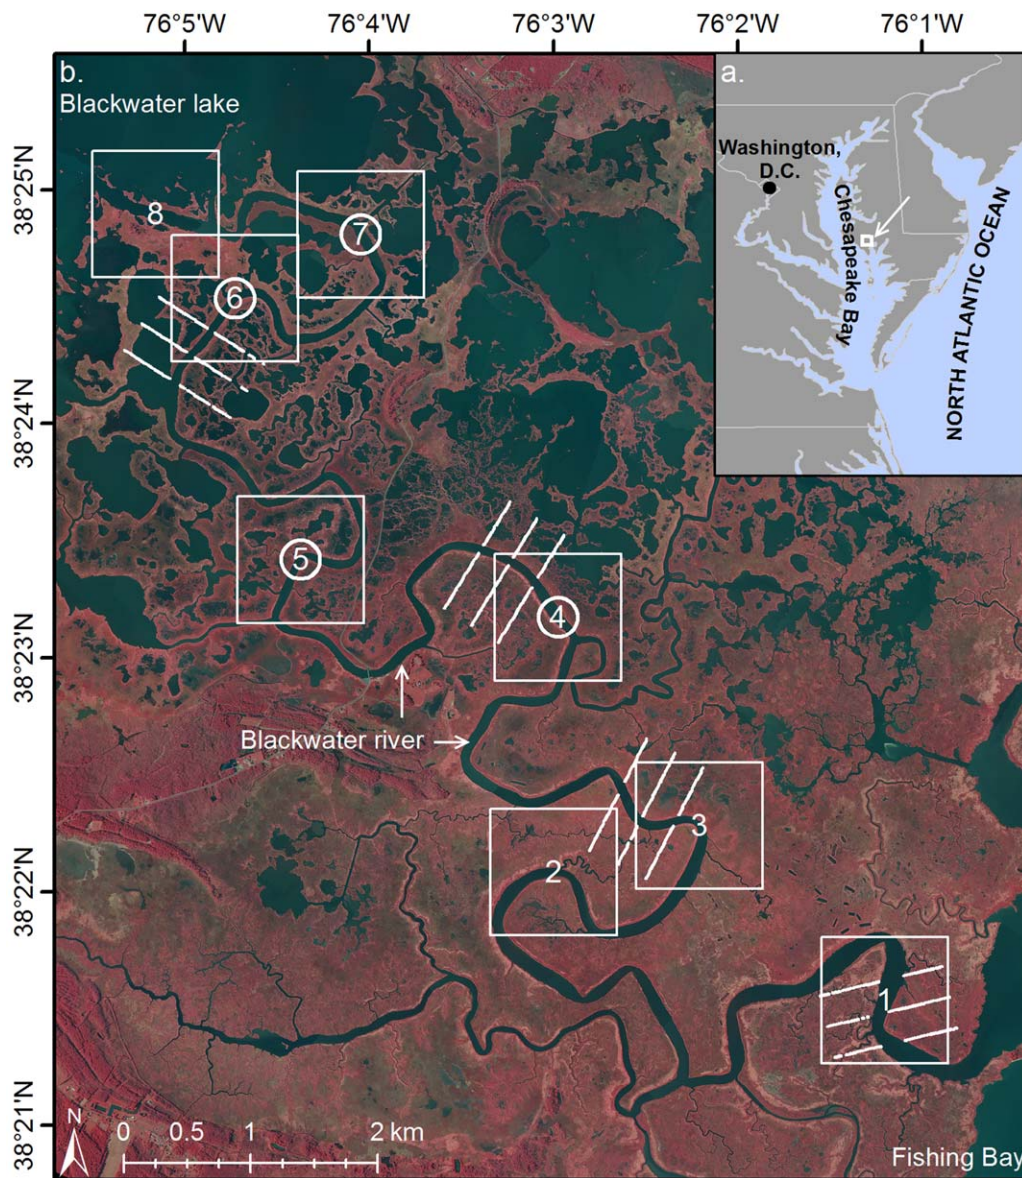 76°5'W 76°4'W 76°3'W 76°2'W 76°1'W
b.
Blackwater lake
a.
Washington,
D.C.
Chesapeake Bay
NORTH ATLANTIC OCEAN
38°25'N
8
7
6
38°24'N
5
4
38°23'N
Blackwater river
3
2
38°22'N
1
38°21'N
N
0 0.5 1 2 km
Fishing Bay